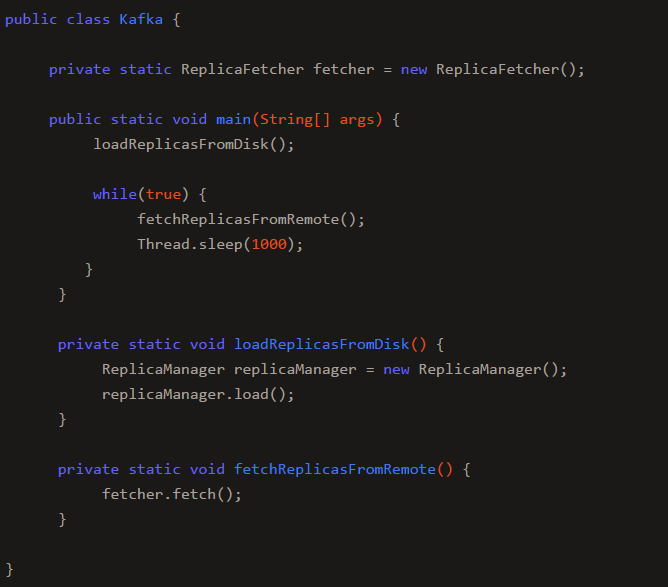 public class Kafka {
private static ReplicaFetcher fetcher = new ReplicaFetcher();
public static void main(String[] args) {
loadReplicasFromDisk();
while(true) {
fetchReplicasFromRemote();
Thread.sleep(1000);
}
}
private static void loadReplicasFromDisk() {
ReplicaManager replicaManager = new ReplicaManager();
replicaManager.load();
}
private static void fetchReplicasFromRemote() {
fetcher.fetch();
}
}